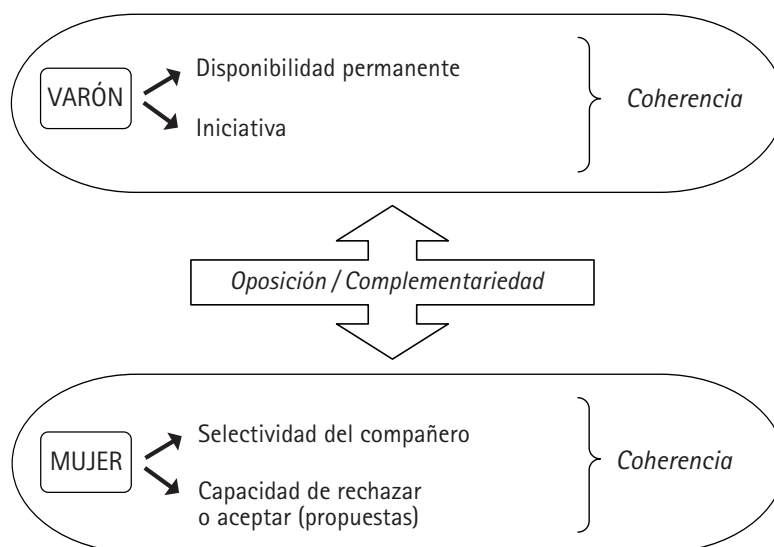 VARÓN
Disponibilidad permanente
Iniciativa
Coherencia
Oposición / Complementariedad
MUJER
Selectividad del compañero
Capacidad de rechazar
o aceptar (propuestas)
Coherencia